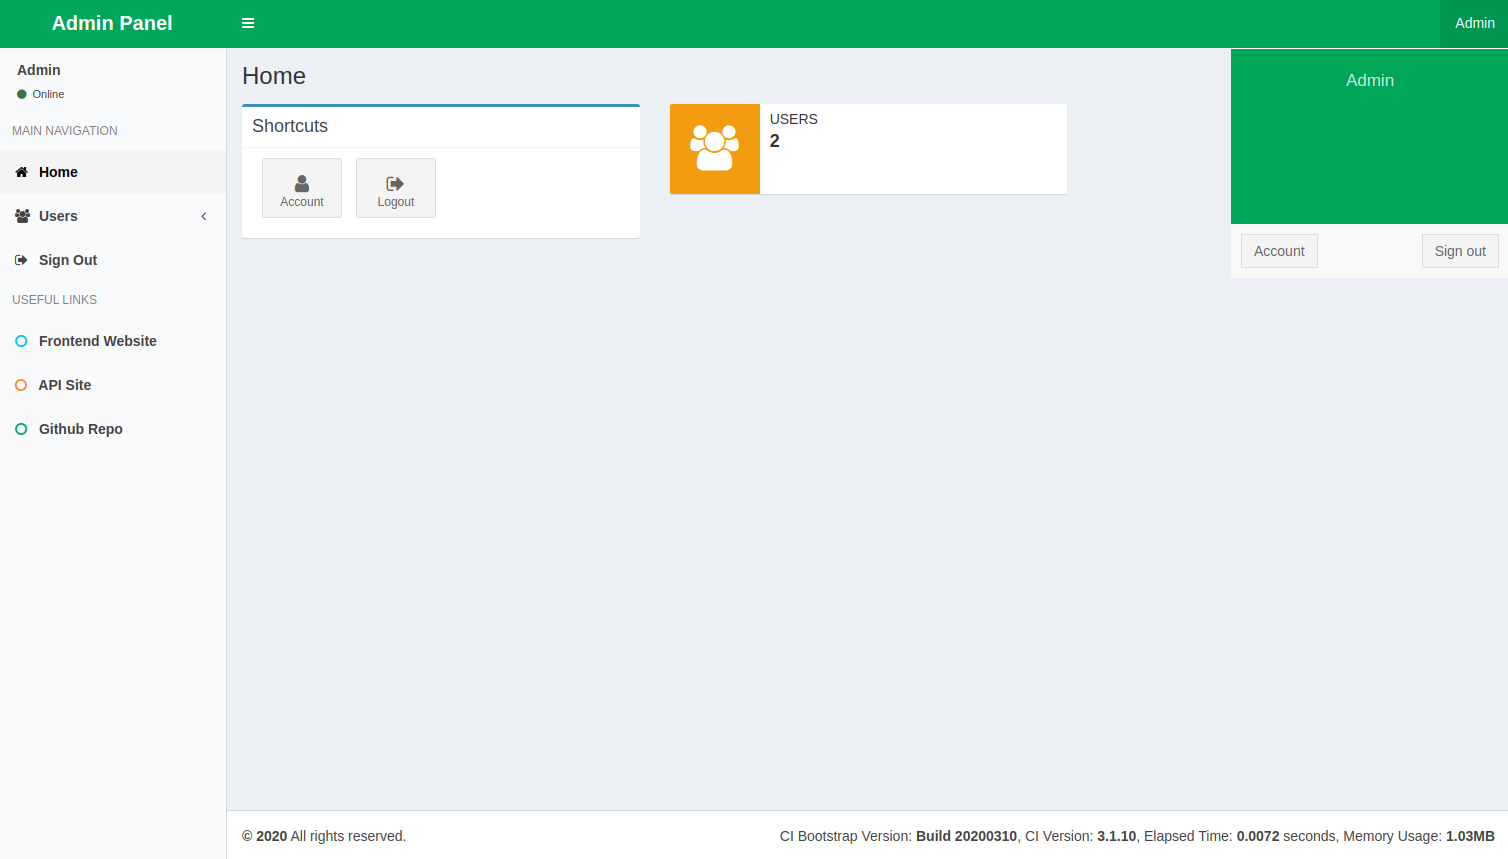 Admin Panel
Admin
Admin
Online
MAIN NAVIGATION
Home
Users
Sign Out
USEFUL LINKS
Frontend Website
API Site
Github Repo
Home
Shortcuts
Account
Logout
USERS
2
Admin
Account
Sign out
© 2020 All rights reserved.
CI Bootstrap Version: Build 20200310, CI Version: 3.1.10, Elapsed Time: 0.0072 seconds, Memory Usage: 1.03MB